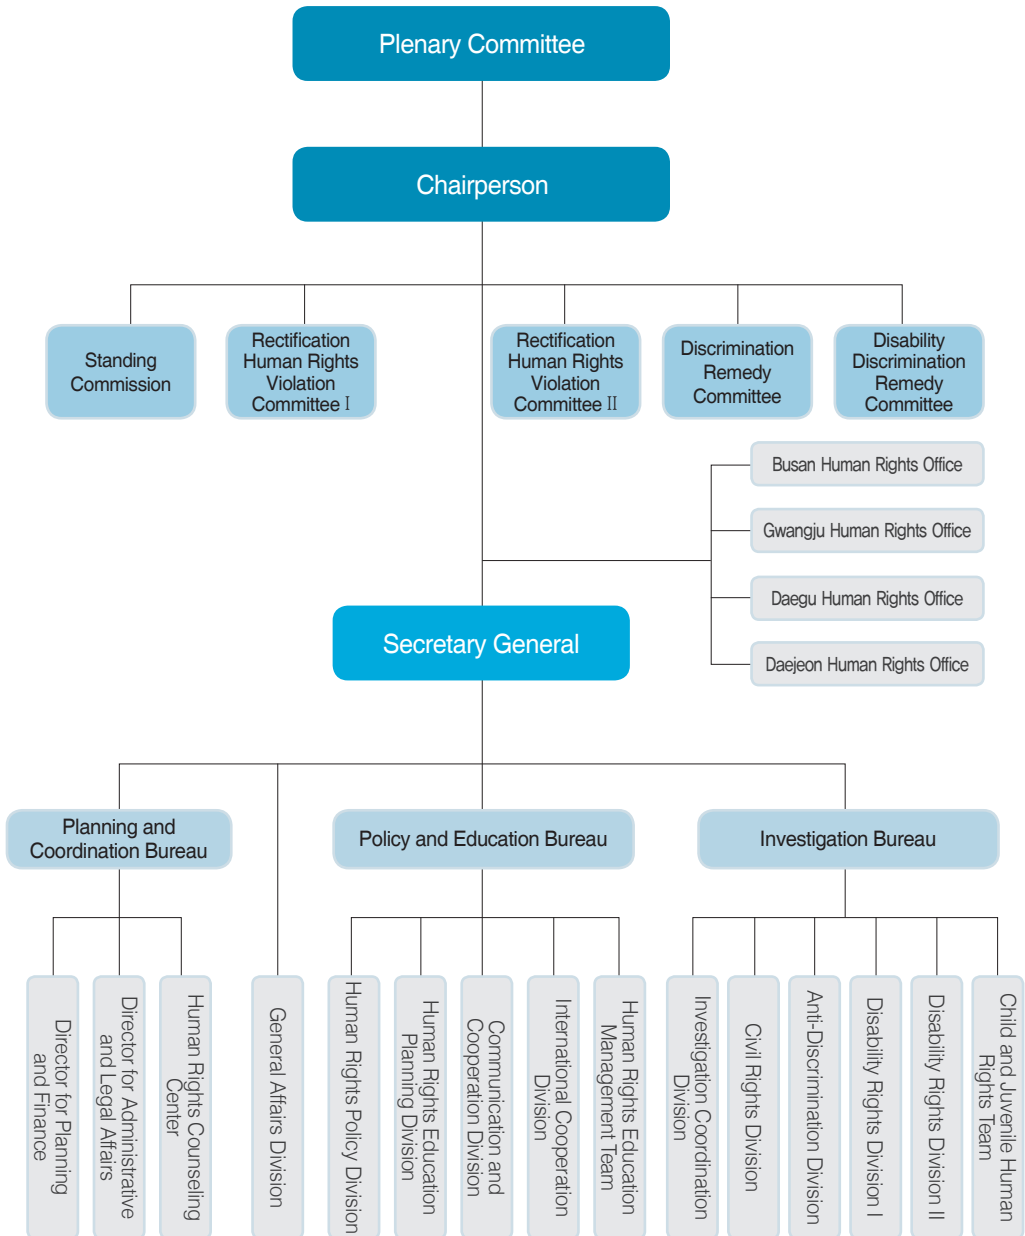 Plenary Committee
Chairperson
Standing
Commission
Rectification
Human Rights
Violation
Committee Ⅰ
Rectification
Human Rights
Violation
Committee Ⅱ
Discrimination
Remedy
Committee
Disability
Discrimination
Remedy
Committee
Busan Human Rights Office
Gwangju Human Rights Office
Daegu Human Rights Office
Daejeon Human Rights Office
Secretary General
Planning and
Coordination Bureau
Policy and Education Bureau
Investigation Bureau
Director for Planning
and Finance
Director for Administrative
and Legal Affairs
Human Rights Counseling
Center
General Affairs Division
Human Rights Policy Division
Human Rights Education
Planning Division
Communication and
Cooperation Division
International Cooperation
Division
Human Rights Education
Management Team
Investigation Coordination
Division
Civil Rights Division
Anti-Discrimination Division
Disability Rights Division I
Disability Rights Division II
Child and Juvenile Human
Rights Team